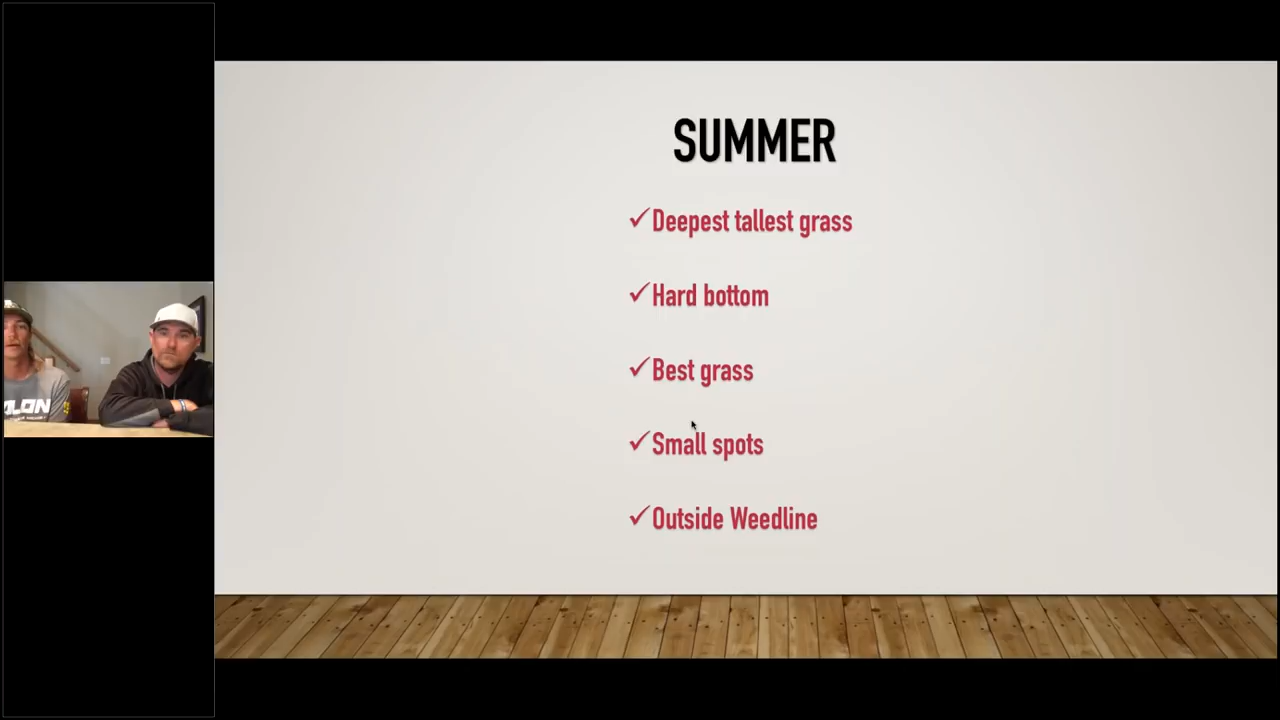 SUMMER
✓Deepest tallest grass
✓Hard bottom
✓Best grass
✓Small spots
✓Outside Weedline